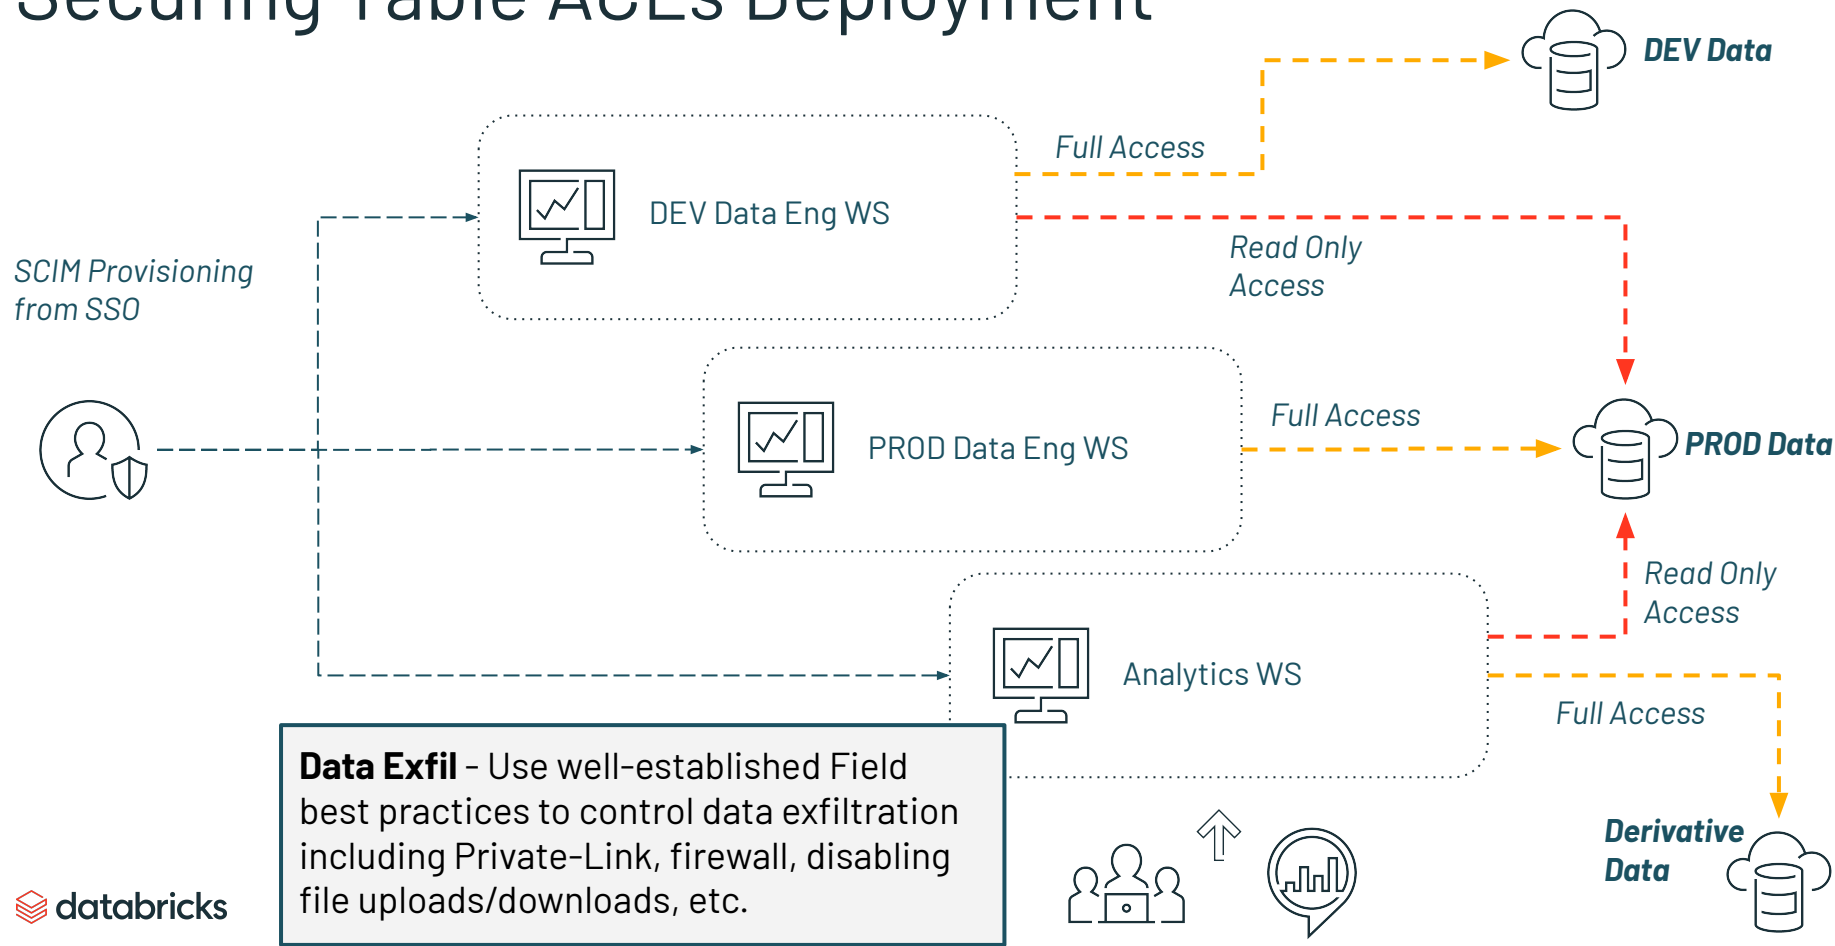 Securing Table ACLs Deployment
DEV Data
Full Access
DEV Data Eng WS
Read Only
Access
SCIM Provisioning
from SSO
Full Access
PROD Data Eng WS
PROD Data
Read Only
Access
Analytics WS
Full Access
Data Exfil - Use well-established Field
best practices to control data exfiltration
including Private-Link, firewall, disabling
file uploads/downloads, etc.
Derivative
Data
databricks